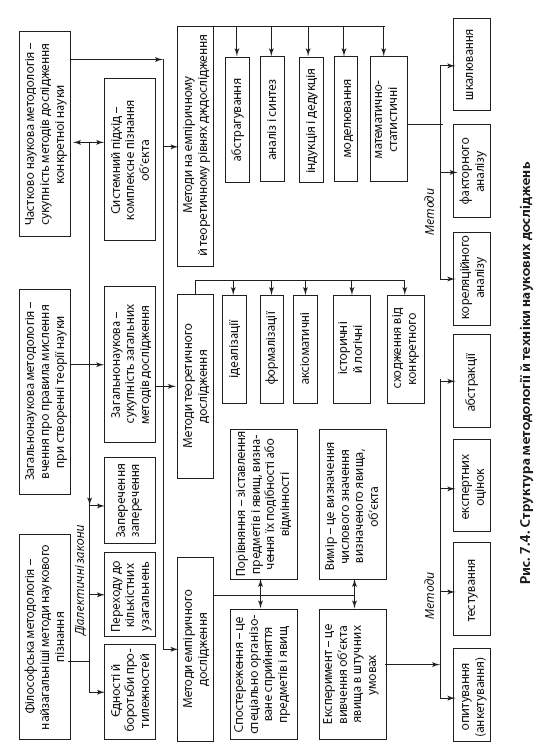 Філософська методологія –
найзагальніші методи наукового
пізнання
Загальнонаукова методологія –
вчення про правила мислення
при створенні теорії науки
Частково наукова методологія –
сукупність методів дослідження
конкретної науки
Діалектичні закони
Єдності й
боротьби про-
тилежностей
Переходу до
кількістних
узагальнень
Заперечення
заперечення
Загальнонаукова –
сукупність загальних
методів дослідження
Системний підхід –
комплексне пізнання
об'єкта
Методи емпіричного
дослідження
Методи теоретичного
дослідження
Методи на емпіричному
й теоретичному рівнях джослідження
Спостереження – це
спеціально організо-
ване сприйняття
предметів і явищ
Порівняння – зіставлення
предметів і явищ, визна-
чення їх подібності або
відмінності
Експеримент – це
вивчення об'єкта
явища в штучних
умовах
Вимір – це визначення
числового значення
визначеного явища,
об'єкта
ідеалізації
формалізації
аксіоматичні
історичні
й логічні
сходження від
конкретного
абстрагування
аналіз і синтез
індукція і дедукція
моделювання
математично-
статистичні
Методи
Методи
опитування
(анкетування)
тестування
експертних
оцінок
абстракції
кореляційного
аналізу
факторного
аналізу
шкалювання
Рис. 7.4. Структура методології й техніки наукових досліджень